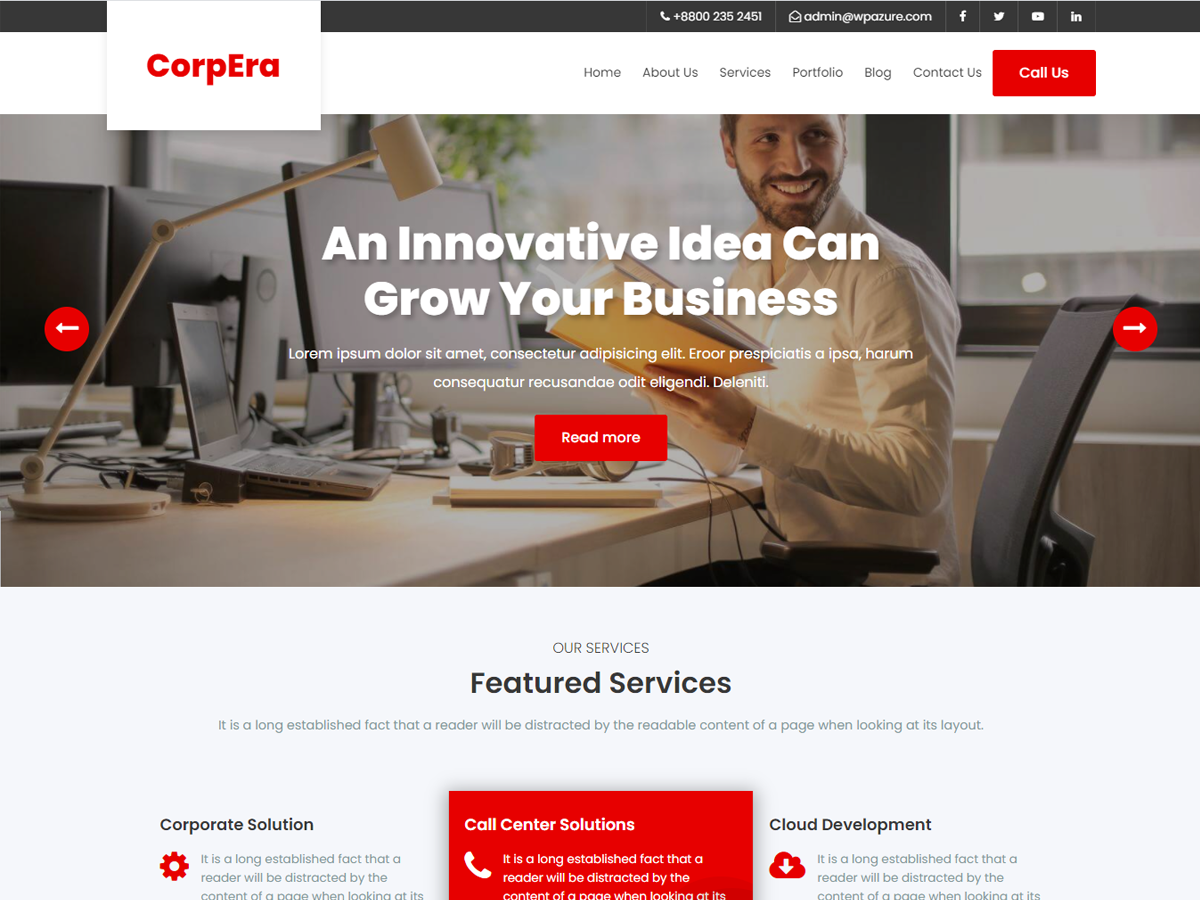 +8800 235 2451 admin@wpazure.com
CorpEra
Home About Us Services Portfolio Blog Contact Us Call Us
An Innovative Idea Can
Grow Your Business
Lorem ipsum dolor sit amet, consectetur adipisicing elit. Eroor prespiciatis a ipsa, harum
consequatur recusandae odit eligendi. Deleniti.
Read more
OUR SERVICES
Featured Services
It is a long established fact that a reader will be distracted by the readable content of a page when looking at its layout.
Corporate Solution
It is a long established fact that a
reader will be distracted by the
content of a page when looking at its
Call Center Solutions
It is a long established fact that a
reader will be distracted by the
content of a page when looking at its
Cloud Development
It is a long established fact that a
reader will be distracted by the
content of a page when looking at its